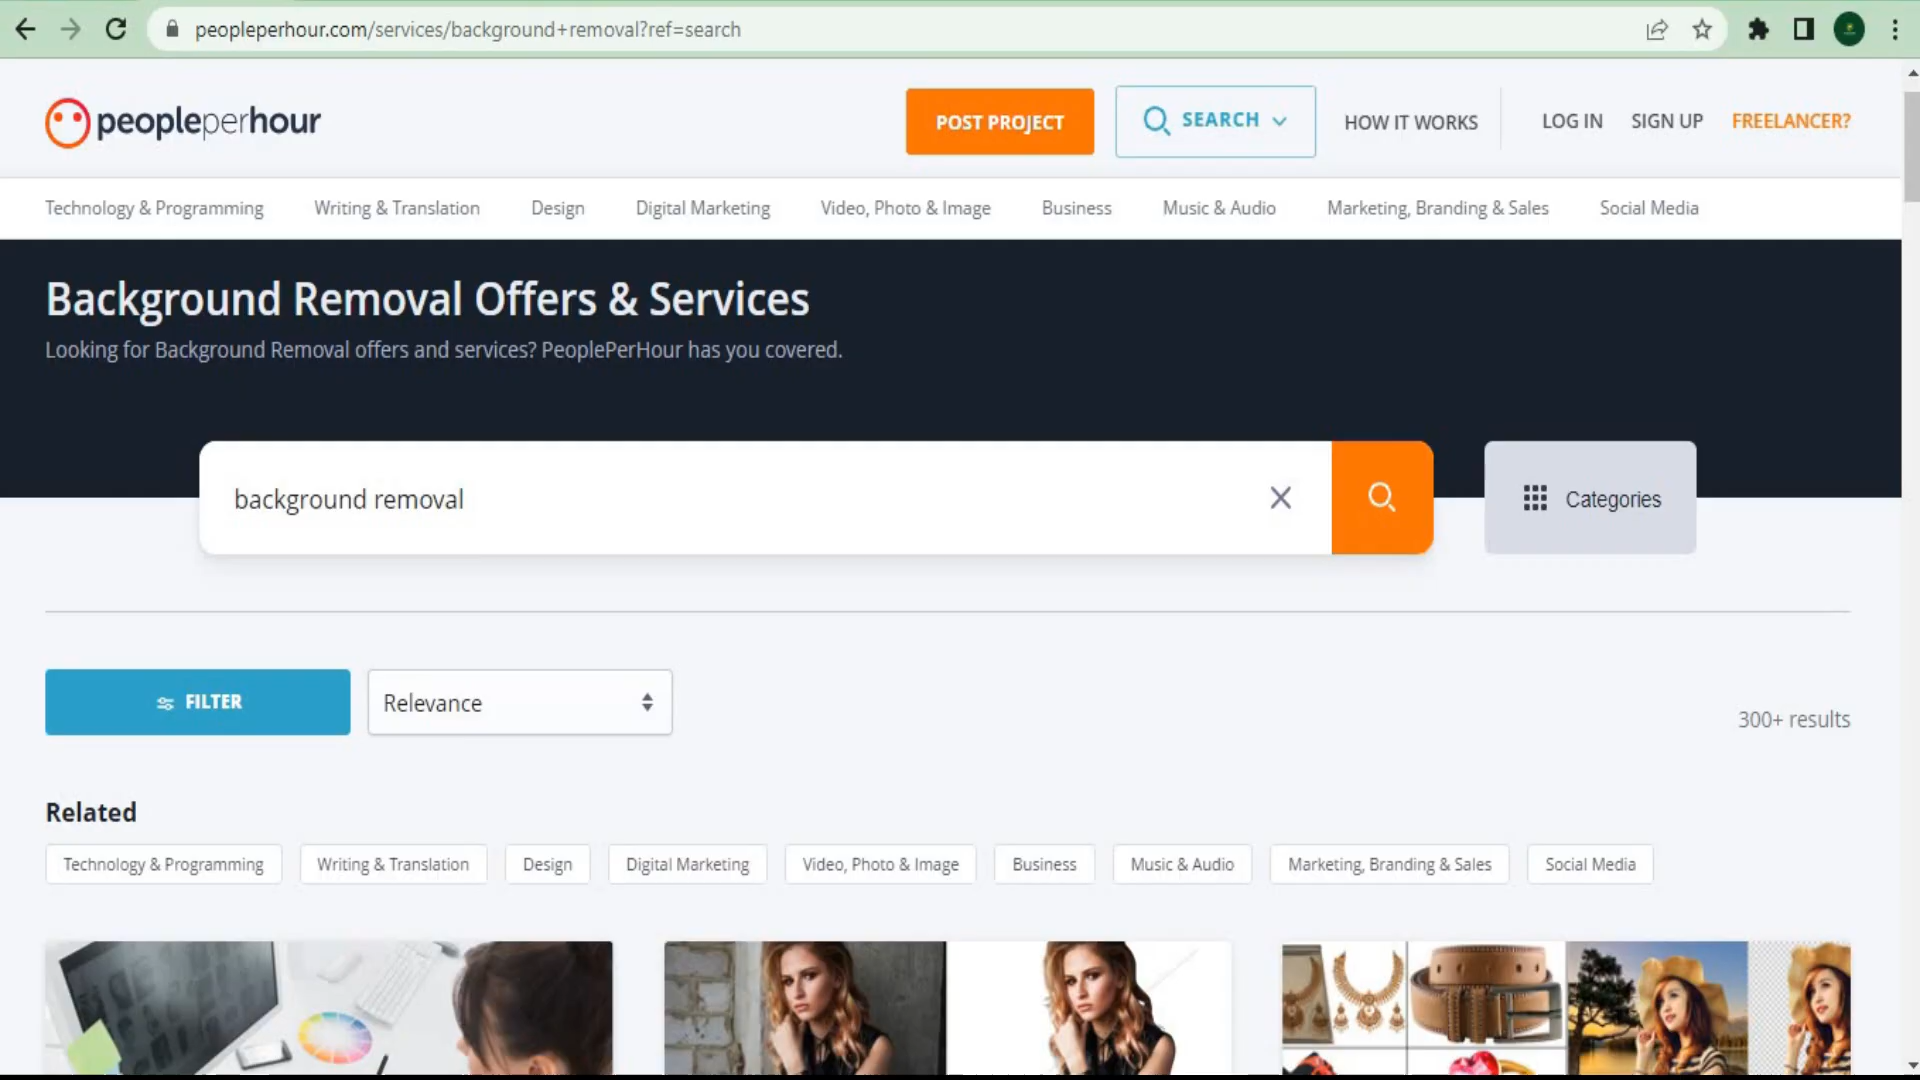 peopleperhour.com/services/background+removal?ref=search
peopleperhour
POST PROJECT
SEARCH
HOW IT WORKS
LOG IN
SIGN UP
FREELANCER?
Technology & Programming
Writing & Translation
Design
Digital Marketing
Video, Photo & Image
Business
Music & Audio
Marketing, Branding & Sales
Social Media
Background Removal Offers & Services
Looking for Background Removal offers and services? PeoplePerHour has you covered.
background removal
Categories
FILTER
Relevance
300+ results
Related
Technology & Programming
Writing & Translation
Design
Digital Marketing
Video, Photo & Image
Business
Music & Audio
Marketing, Branding & Sales
Social Media